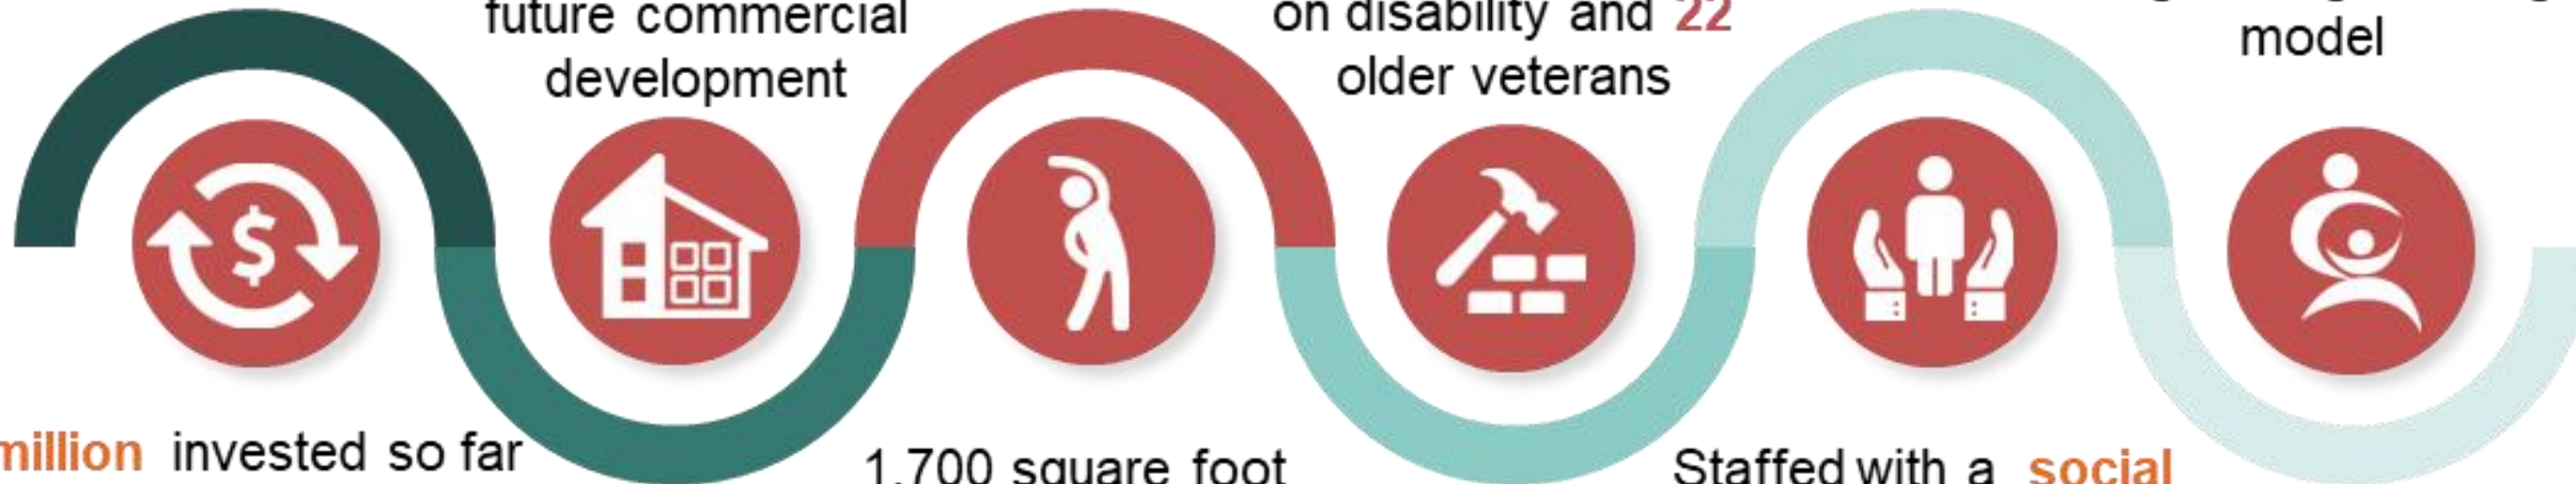 future commercial
development
on disability and 22
older veterans
model
$
million invested so far
1,700 square foot
Staffed with a social